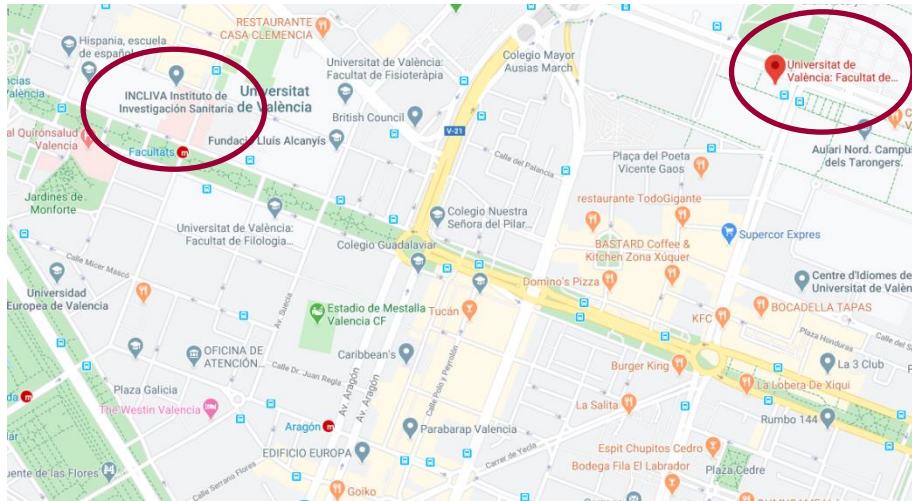 RESTAURANTE
CASA CLEMENCIA
Hispania, escuela
de español...
Universitat de València:
Facultat de Fisioteràpia
Colegio Mayor
Ausias March
Universitat de
València: Facultat de...
INCLIVA Instituto de
Investigación Sanitaria
Universitat
de València
British Council
V-21
Fundació Lluís Alcanyís
al Quironsalud
Valencia
Facultats
Calle del Palancia
Plaça del Poeta
Vicente Gaos
Aulari Nord. Campus
dels Tarongers.
Jardines de
Monforte
restaurante TodoGigante
Universitat de València:
Facultat de Filologia...
Colegio Nuestra
Señora del Pilar...
Supercor Expres
Colegio Guadalaviar
BASTARD Coffee &
Kitchen Zona Xúquer
Calle Micer Mascó
Centre d'Idiomes de
Universitat de Valèn
Domino's Pizza
Universidad
Europea de Valencia
Av. Suecia
Estadio de Mestalla
Valencia CF
Tucán
BOCADELLA TAPAS
KFC
Plaza Honduras
OFICINA DE
ATENCIÓN...
Caribbean's
Calle Dr. Juan Reglá
Burger King
La 3 Club
Calle del S
Plaza Galicia
Av. Aragón
Av. Aragón
Calle Polo y Peyrolón
La Lobera De Xiqui
The Westin Valencia
La Salita
Rumbo 144
Aragón
Parabarap Valencia
EDIFICIO EUROPA
Carrer de Yecla
Espit Chupitos Cedro
Bodega Fila El Labrador
Plaza Cedre
uente de las Flores
Calle Serrano Flores
Goiko